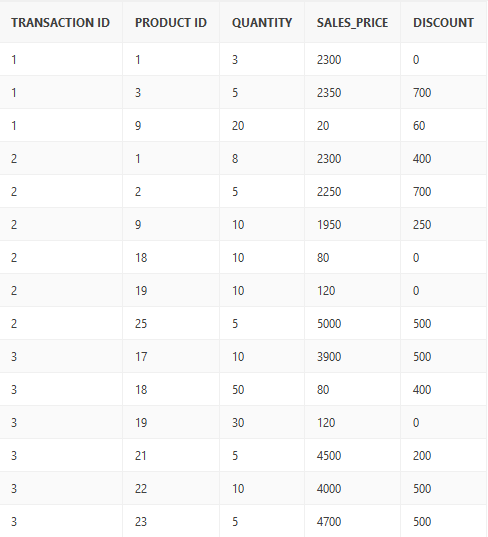 TRANSACTION ID PRODUCT ID QUANTITY SALES_PRICE DISCOUNT
1 1 3 2300 0
1 3 5 2350 700
1 9 20 20 60
2 1 8 2300 400
2 2 5 2250 700
2 9 10 1950 250
2 18 10 80 0
2 19 10 120 0
2 25 5 5000 500
3 17 10 3900 500
3 18 50 80 400
3 19 30 120 0
3 21 5 4500 200
3 22 10 4000 500
3 23 5 4700 500